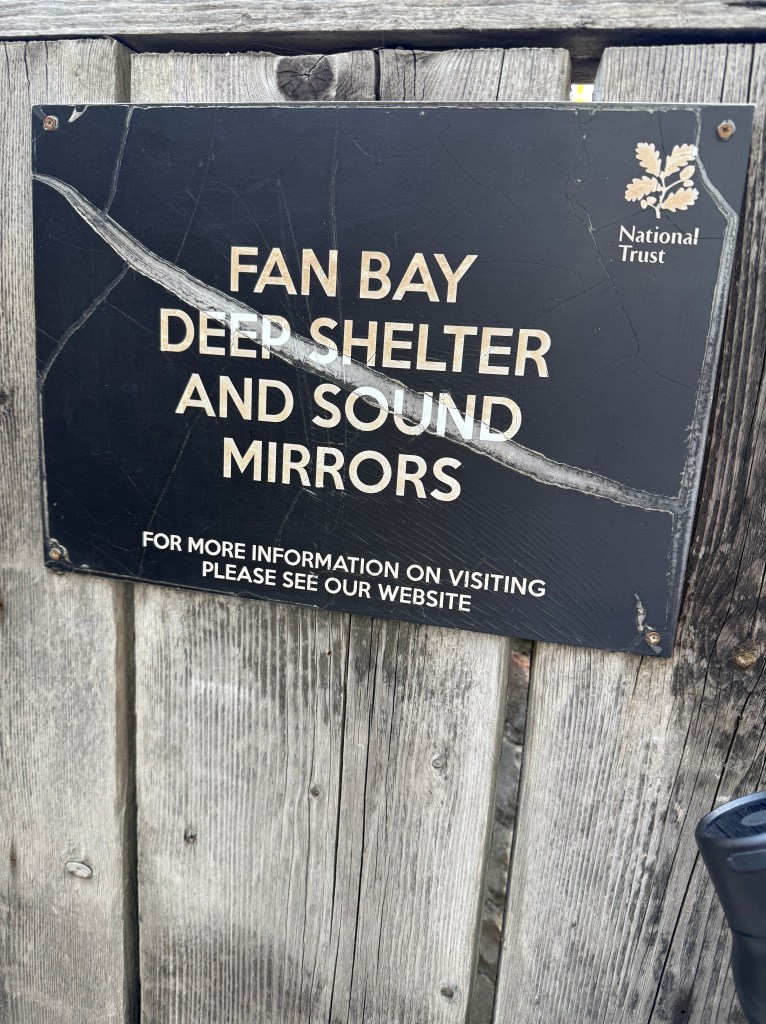 National
Trust
FAN BAY
DEEP SHELTER
AND SOUND
MIRRORS
FOR MORE INFORMATION ON VISITING
PLEASE SEE OUR WEBSITE